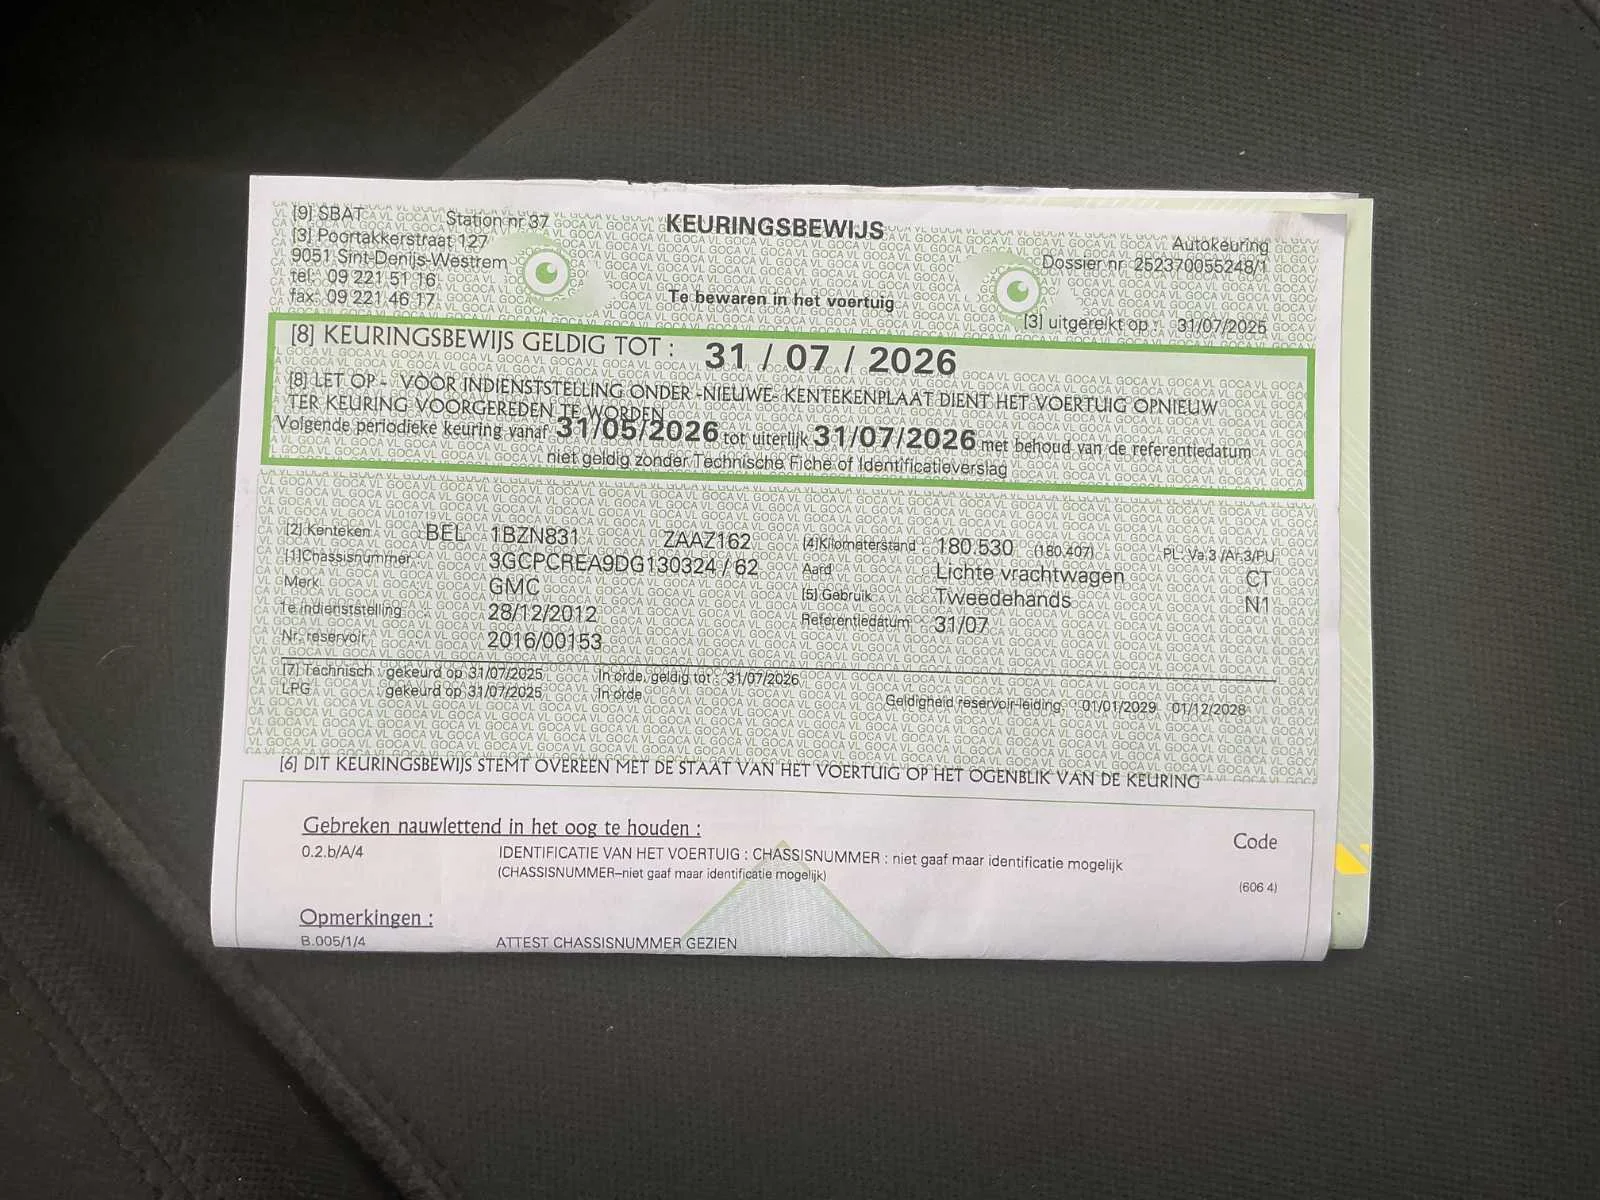 [9] SBAT Station nr 37
KEURINGSBEWIJS
Autokeuring
[3] Poortakkerstraat 127
9051 Sint-Denijs-Westrem
Dossier nr 252370055248/1
tel: 09 221 51 16
fax: 09 221 46 17
Te bewaren in het voertuig
[3] uitgereikt op : 31/07/2025
[8] KEURINGSBEWIJS GELDIG TOT : 31 / 07 / 2026
[8] LET OP - VOOR INDIENSTSTELLING ONDER -NIEUWE- KENTEKENPLAAT DIENT HET VOERTUIG OPNIEUW
TER KEURING VOORGEREDEN TE WORDEN
Volgende periodieke keuring vanaf 31/05/2026 tot uiterlijk 31/07/2026 met behoud van de referentiedatum
niet geldig zonder Technische Fiche of Identificatieverslag
[2] Kenteken BEL 1BZN831 ZAAZ162 [4]Kilometerstand 180.530 (180.407) PL. Va.3 /Ar.3/PU
[1]Chassisnummer 3GCPCREA9DG130324 / 62 Aard Lichte vrachtwagen CT
Merk GMC [5] Gebruik Tweedehands N1
1e indienststelling 28/12/2012 Referentiedatum 31/07
Nr. reservoir 2016/00153
[7] Technisch : gekeurd op 31/07/2025 In orde, geldig tot : 31/07/2026
LPG : gekeurd op 31/07/2025 In orde
Geldigheid reservoir-leiding, : 01/01/2029 01/12/2028
[6] DIT KEURINGSBEWIJS STEMT OVEREEN MET DE STAAT VAN HET VOERTUIG OP HET OGENBLIK VAN DE KEURING
Gebreken nauwlettend in het oog te houden : Code
0.2.b/A/4 IDENTIFICATIE VAN HET VOERTUIG : CHASSISNUMMER : niet gaaf maar identificatie mogelijk
(CHASSISNUMMER–niet gaaf maar identificatie mogelijk)
(606 4)
Opmerkingen :
B.005/1/4 ATTEST CHASSISNUMMER GEZIEN